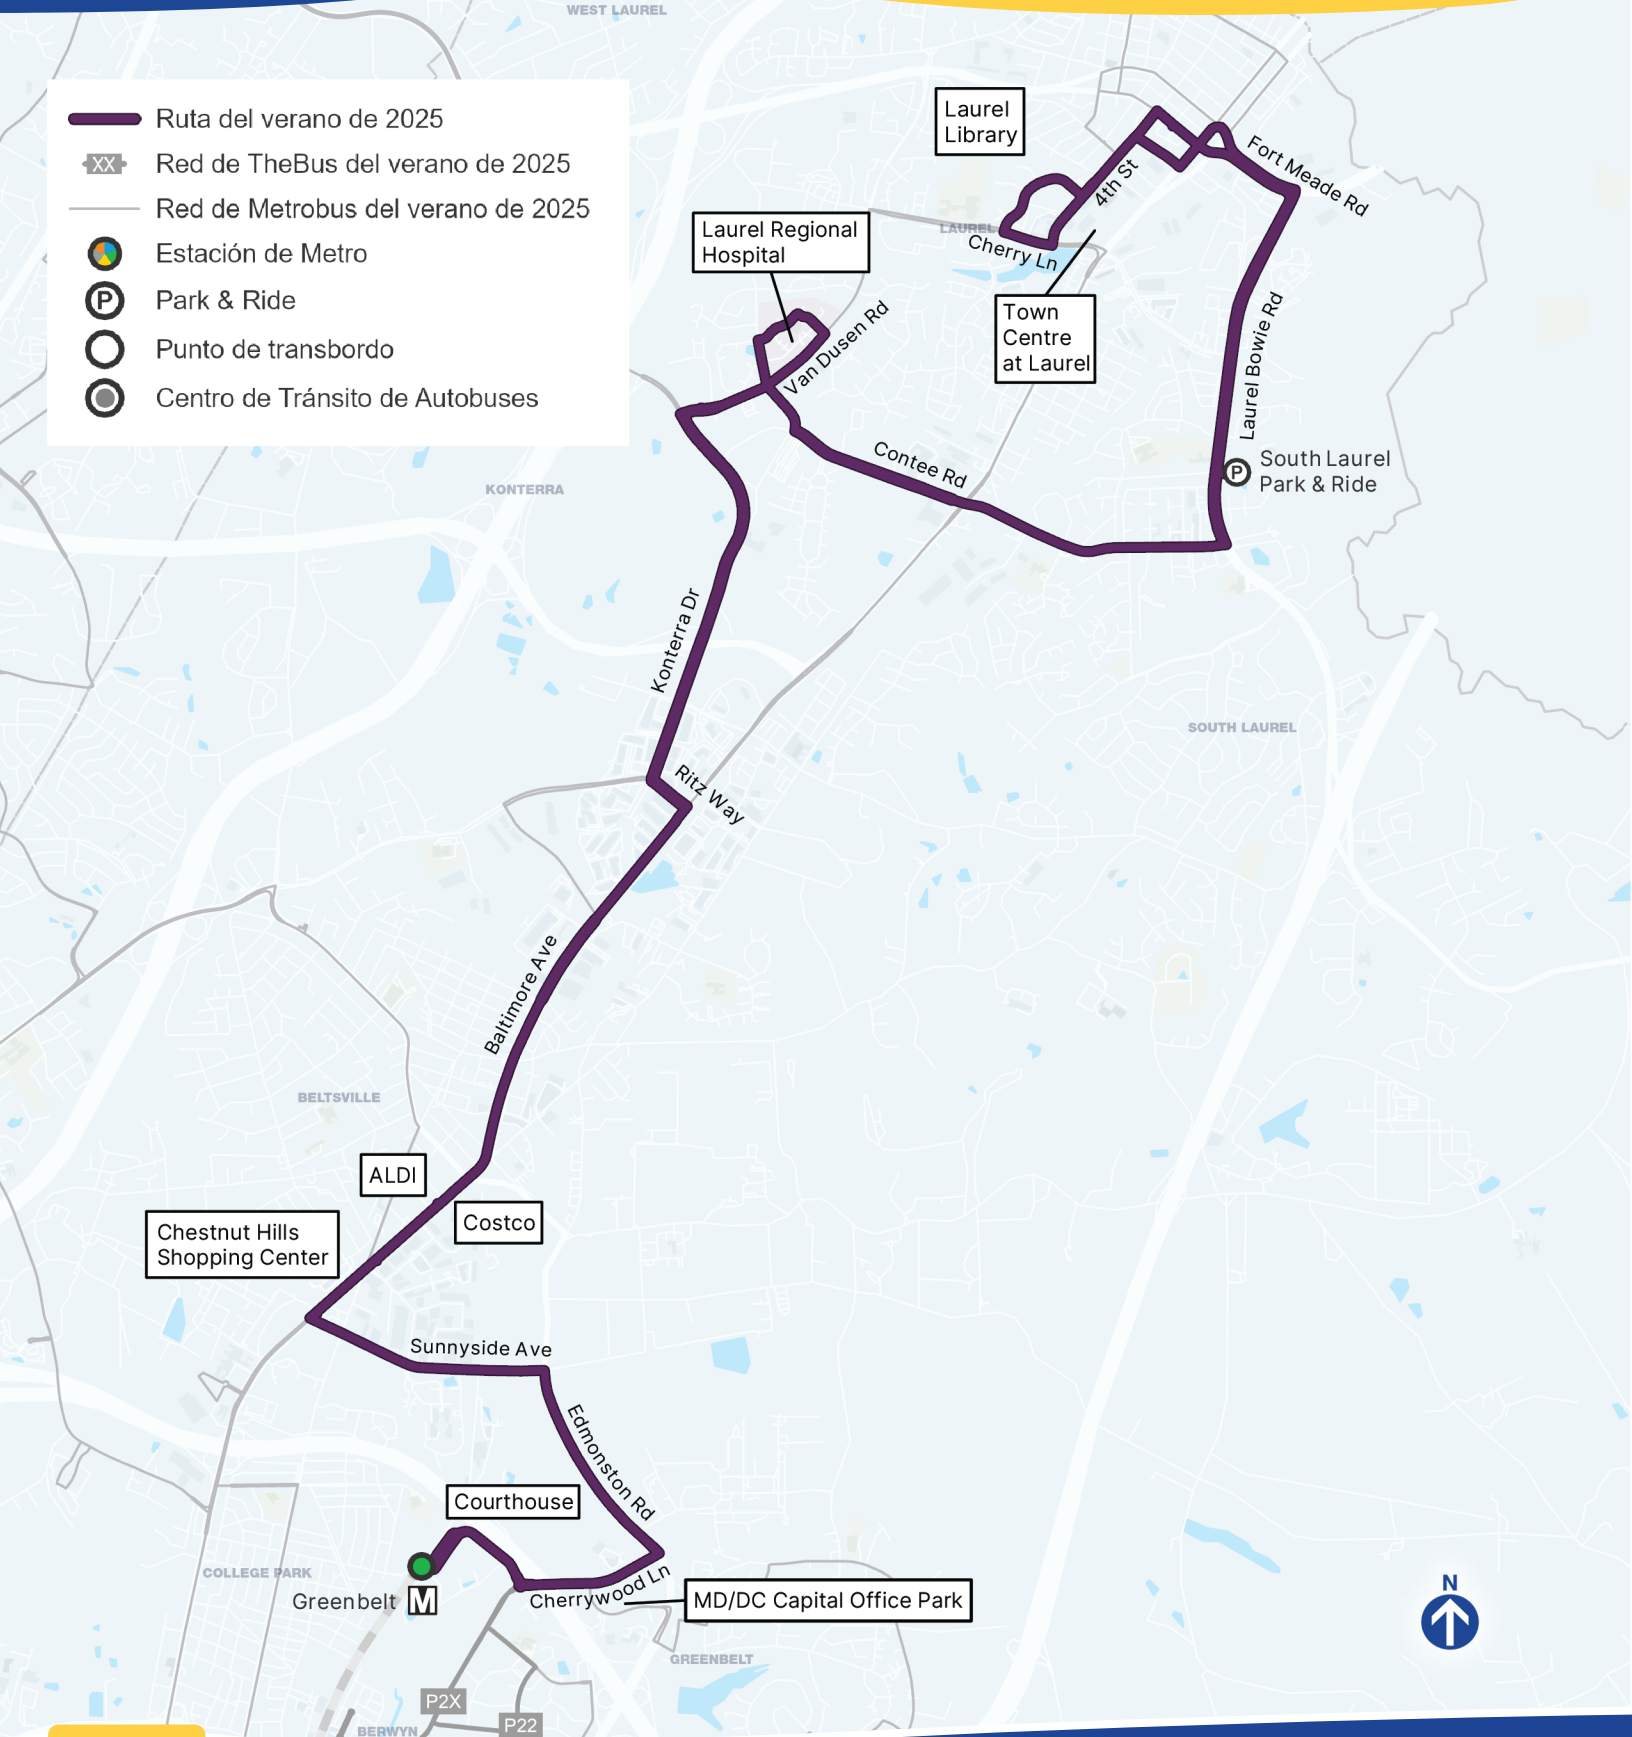 WEST LAUREL
Ruta del verano de 2025
XX
Red de TheBus del verano de 2025
Red de Metrobus del verano de 2025
Estación de Metro
P
Park & Ride
Punto de transbordo
Centro de Tránsito de Autobuses
Laurel
Library
Fort Meade Rd
4th St
LAUREL
Cherry Ln
Laurel Regional
Hospital
Town
Centre
at Laurel
Van Dusen Rd
Laurel Bowie Rd
Contee Rd
P
South Laurel
Park & Ride
KONTERRA
Konterra Dr
SOUTH LAUREL
Ritz Way
Baltimore Ave
BELTSVILLE
ALDI
Costco
Chestnut Hills
Shopping Center
Sunnyside Ave
Edmonston Rd
Courthouse
COLLEGE PARK
Greenbelt
M
Cherrywood Ln
MD/DC Capital Office Park
N
GREENBELT
P2X
P22
BERWYN